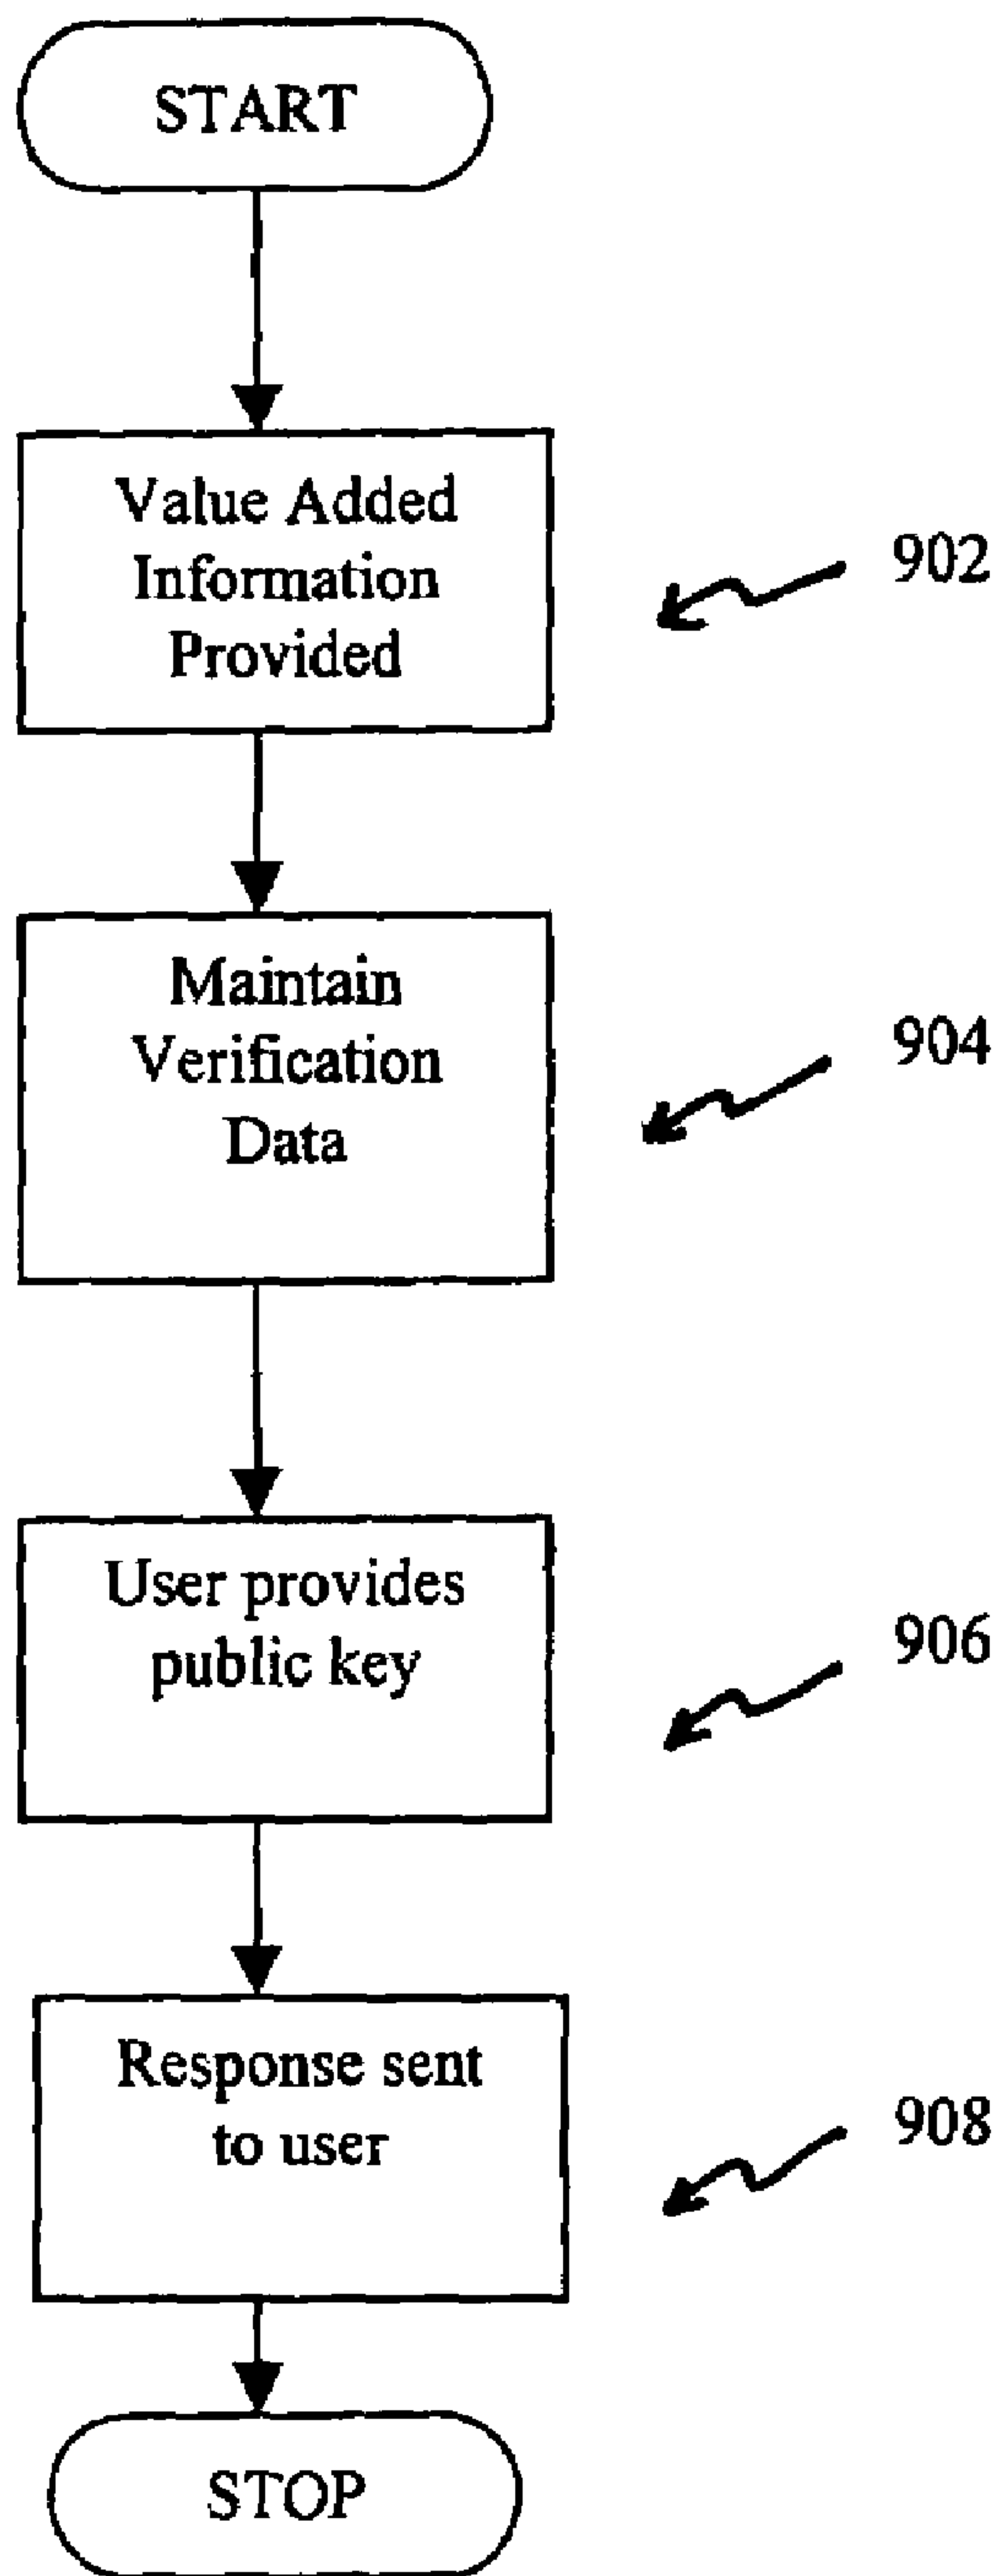 START
Value Added
Information
Provided
902
Maintain
Verification
Data
904
User provides
public key
906
Response sent
to user
908
STOP